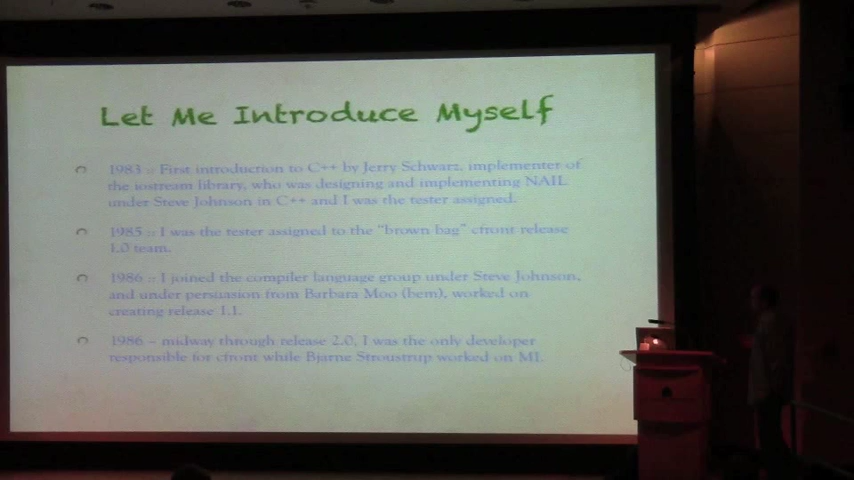 Let Me Introduce Myself
1983 :: First introduction to C++ by Jerry Schwarz, implementer of
the iostream library, who was designing and implementing NAIL
under Steve Johnson in C++ and I was the tester assigned.
1985 :: I was the tester assigned to the "brown bag" cfront release
1.0 team.
1986 :: I joined the compiler language group under Steve Johnson,
and under persuasion from Barbara Moo (bem), worked on
creating release 1.1.
1986 – midway through release 2.0, I was the only developer
responsible for cfront while Bjarne Stroustrup worked on MI.